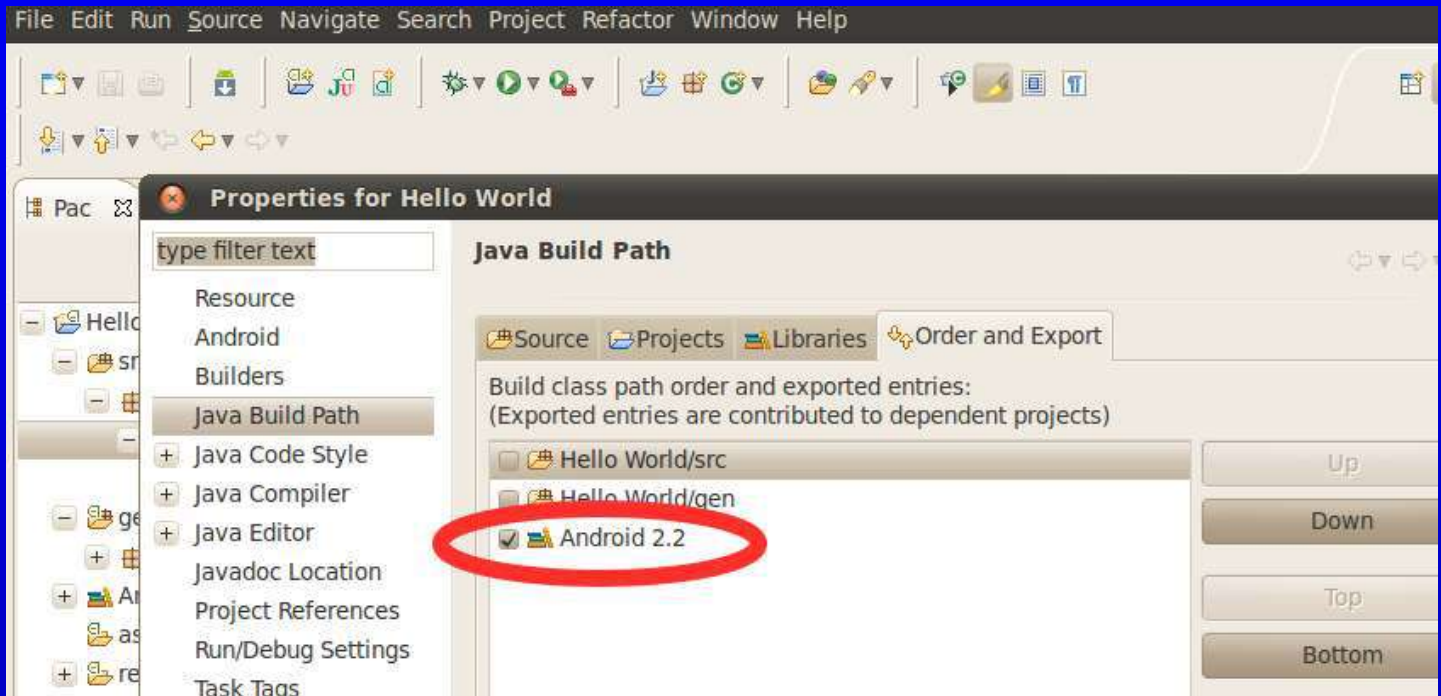 File Edit Run Source Navigate Search Project Refactor Window Help
Pac
Properties for Hello World
type filter text
Java Build Path
Resource
Android
Builders
Java Build Path
Java Code Style
Java Compiler
Java Editor
Javadoc Location
Project References
Run/Debug Settings
Task Tags
Source Projects Libraries Order and Export
Build class path order and exported entries:
(Exported entries are contributed to dependent projects)
Hello World/src
Hello World/gen
Android 2.2
Up
Down
Top
Bottom